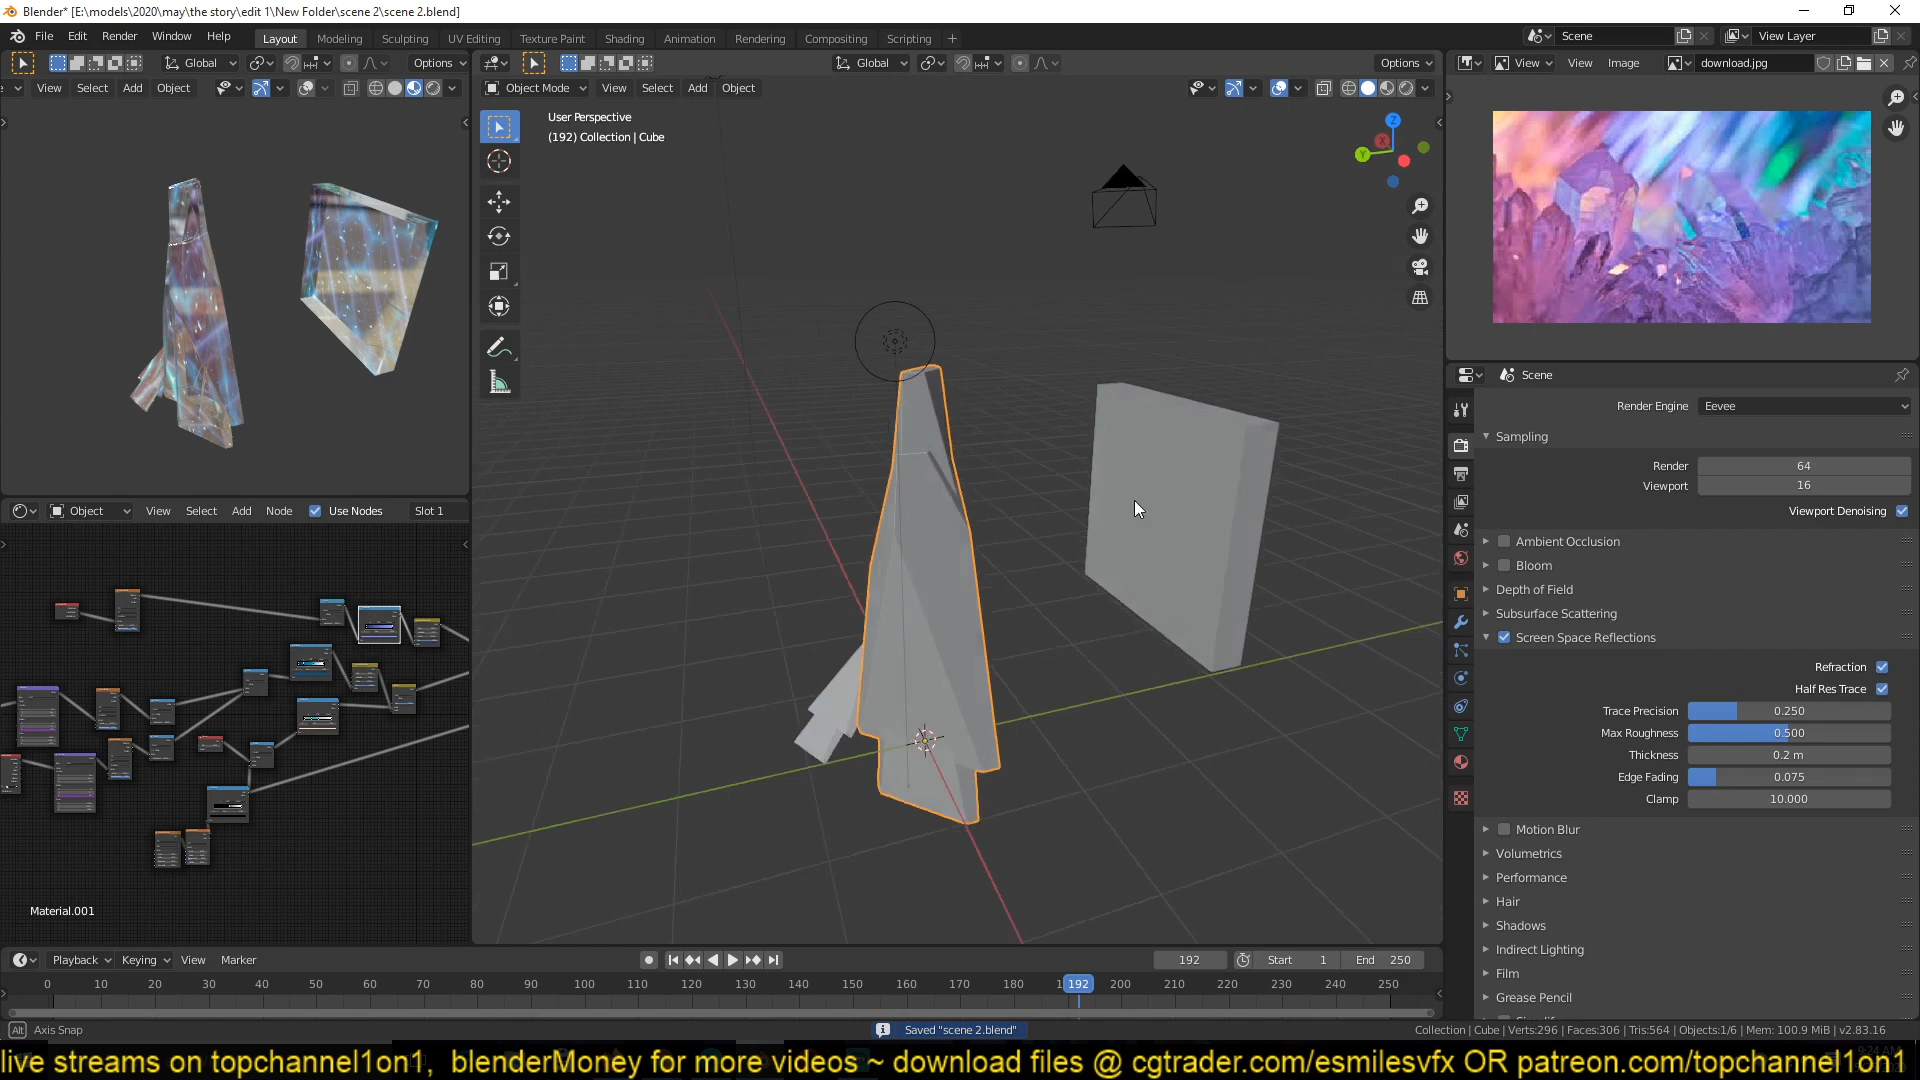 Blender* [E:\models\2020\may\the story\edit 1\New Folder\scene 2\scene 2.blend]
File Edit Render Window Help
Layout Modeling Sculpting UV Editing Texture Paint Shading Animation Rendering Compositing Scripting +
Scene
View Layer
Global
Options
Global
Options
View
View Image
download.jpg
View Select Add Object
Object Mode
View Select Add Object
User Perspective
(192) Collection | Cube
Z
Y
Scene
Render Engine
Eevee
Sampling
Render 64
Viewport 16
Viewport Denoising
Ambient Occlusion
Bloom
Depth of Field
Subsurface Scattering
Screen Space Reflections
Refraction
Half Res Trace
Trace Precision 0.250
Max Roughness 0.500
Thickness 0.2 m
Edge Fading 0.075
Clamp 10.000
Motion Blur
Volumetrics
Performance
Hair
Shadows
Indirect Lighting
Film
Grease Pencil
Object View Select Add Node Use Nodes Slot 1
Material.001
Playback Keying View Marker
192
Start 1
End 250
0 10 20 30 40 50 60 70 80 90 100 110 120 130 140 150 160 170 180 192 200 210 220 230 240 250
Alt Axis Snap
Saved "scene 2.blend"
Collection | Cube | Verts:296 | Faces:306 | Tris:564 | Objects:1/6 | Mem: 100.9 MiB | v2.83.16
live streams on topchannel1on1, blenderMoney for more videos ~ download files @ cgtrader.com/esmilesvfx OR patreon.com/topchannel1on1